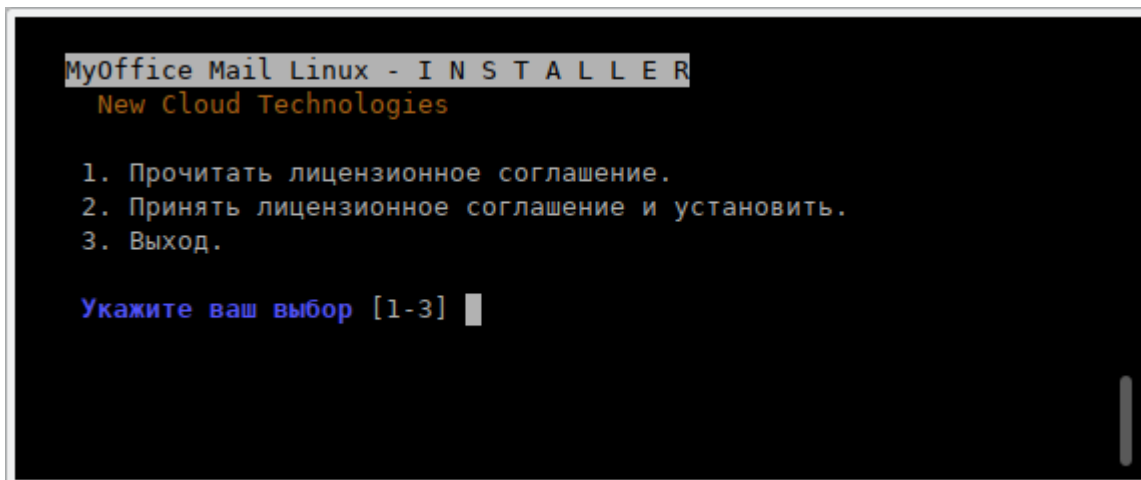 MyOffice Mail Linux - I N S T A L L E R
New Cloud Technologies
1. Прочитать лицензионное соглашение.
2. Принять лицензионное соглашение и установить.
3. Выход.
Укажите ваш выбор [1-3]